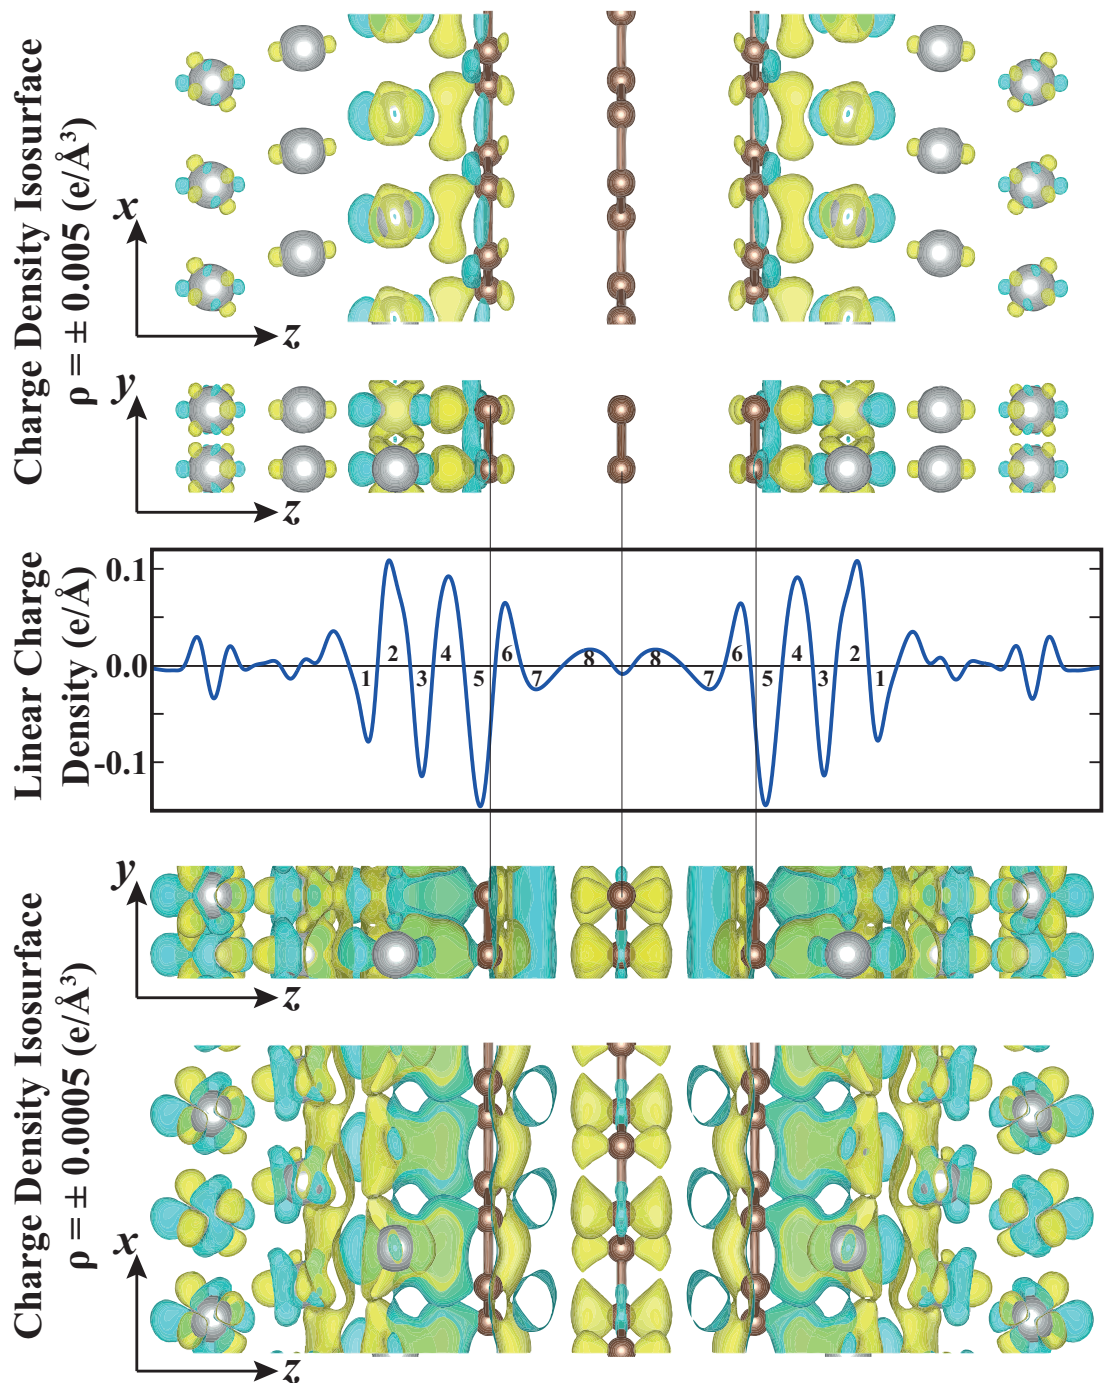 Charge Density Isosurface
ρ = ± 0.005 (e/Å³)
x
z
y
z
Linear Charge
Density (e/Å)
0.1
0.0
-0.1
1 2 3 4 5 6 7 8 8 7 6 5 4 3 2 1
Charge Density Isosurface
ρ = ± 0.0005 (e/Å³)
y
z
x
z